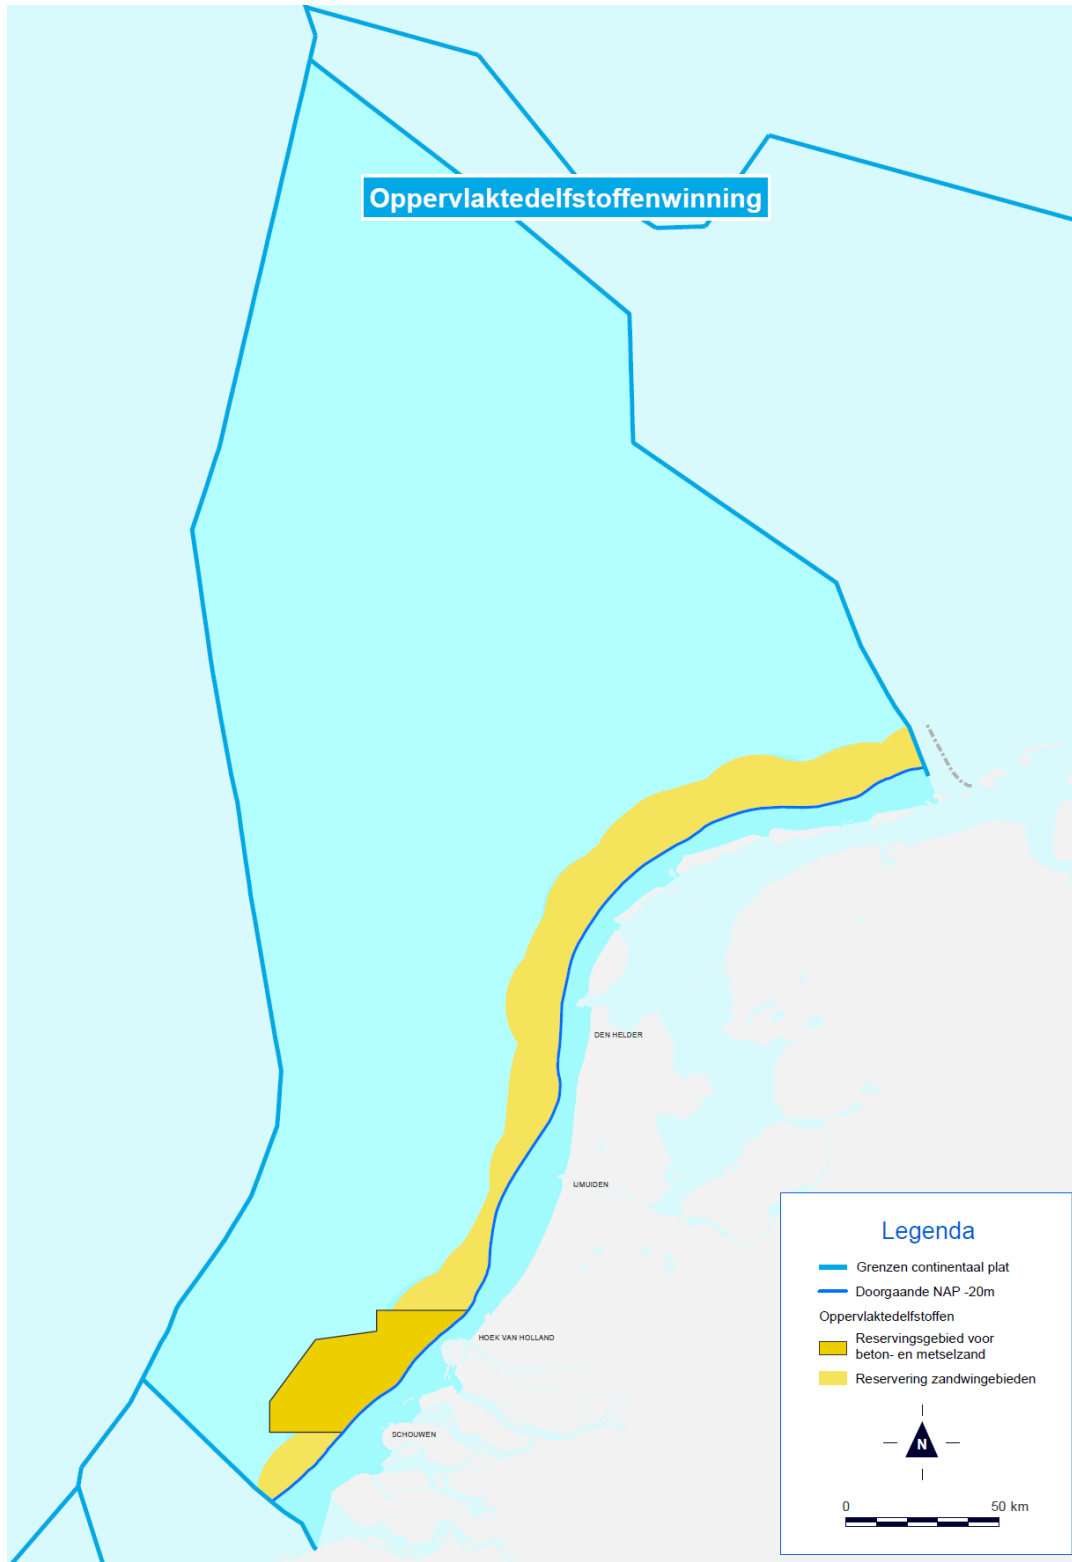 Oppervlaktedelfstoffenwinning
DEN HELDER
IJMUIDEN
HOEK VAN HOLLAND
SCHOUWEN
Legenda
Grenzen continentaal plat
Doorgaande NAP -20m
Oppervlaktedelfstoffen
Reservingsgebied voor
beton- en metselzand
Reservering zandwingebieden
N
0 50 km